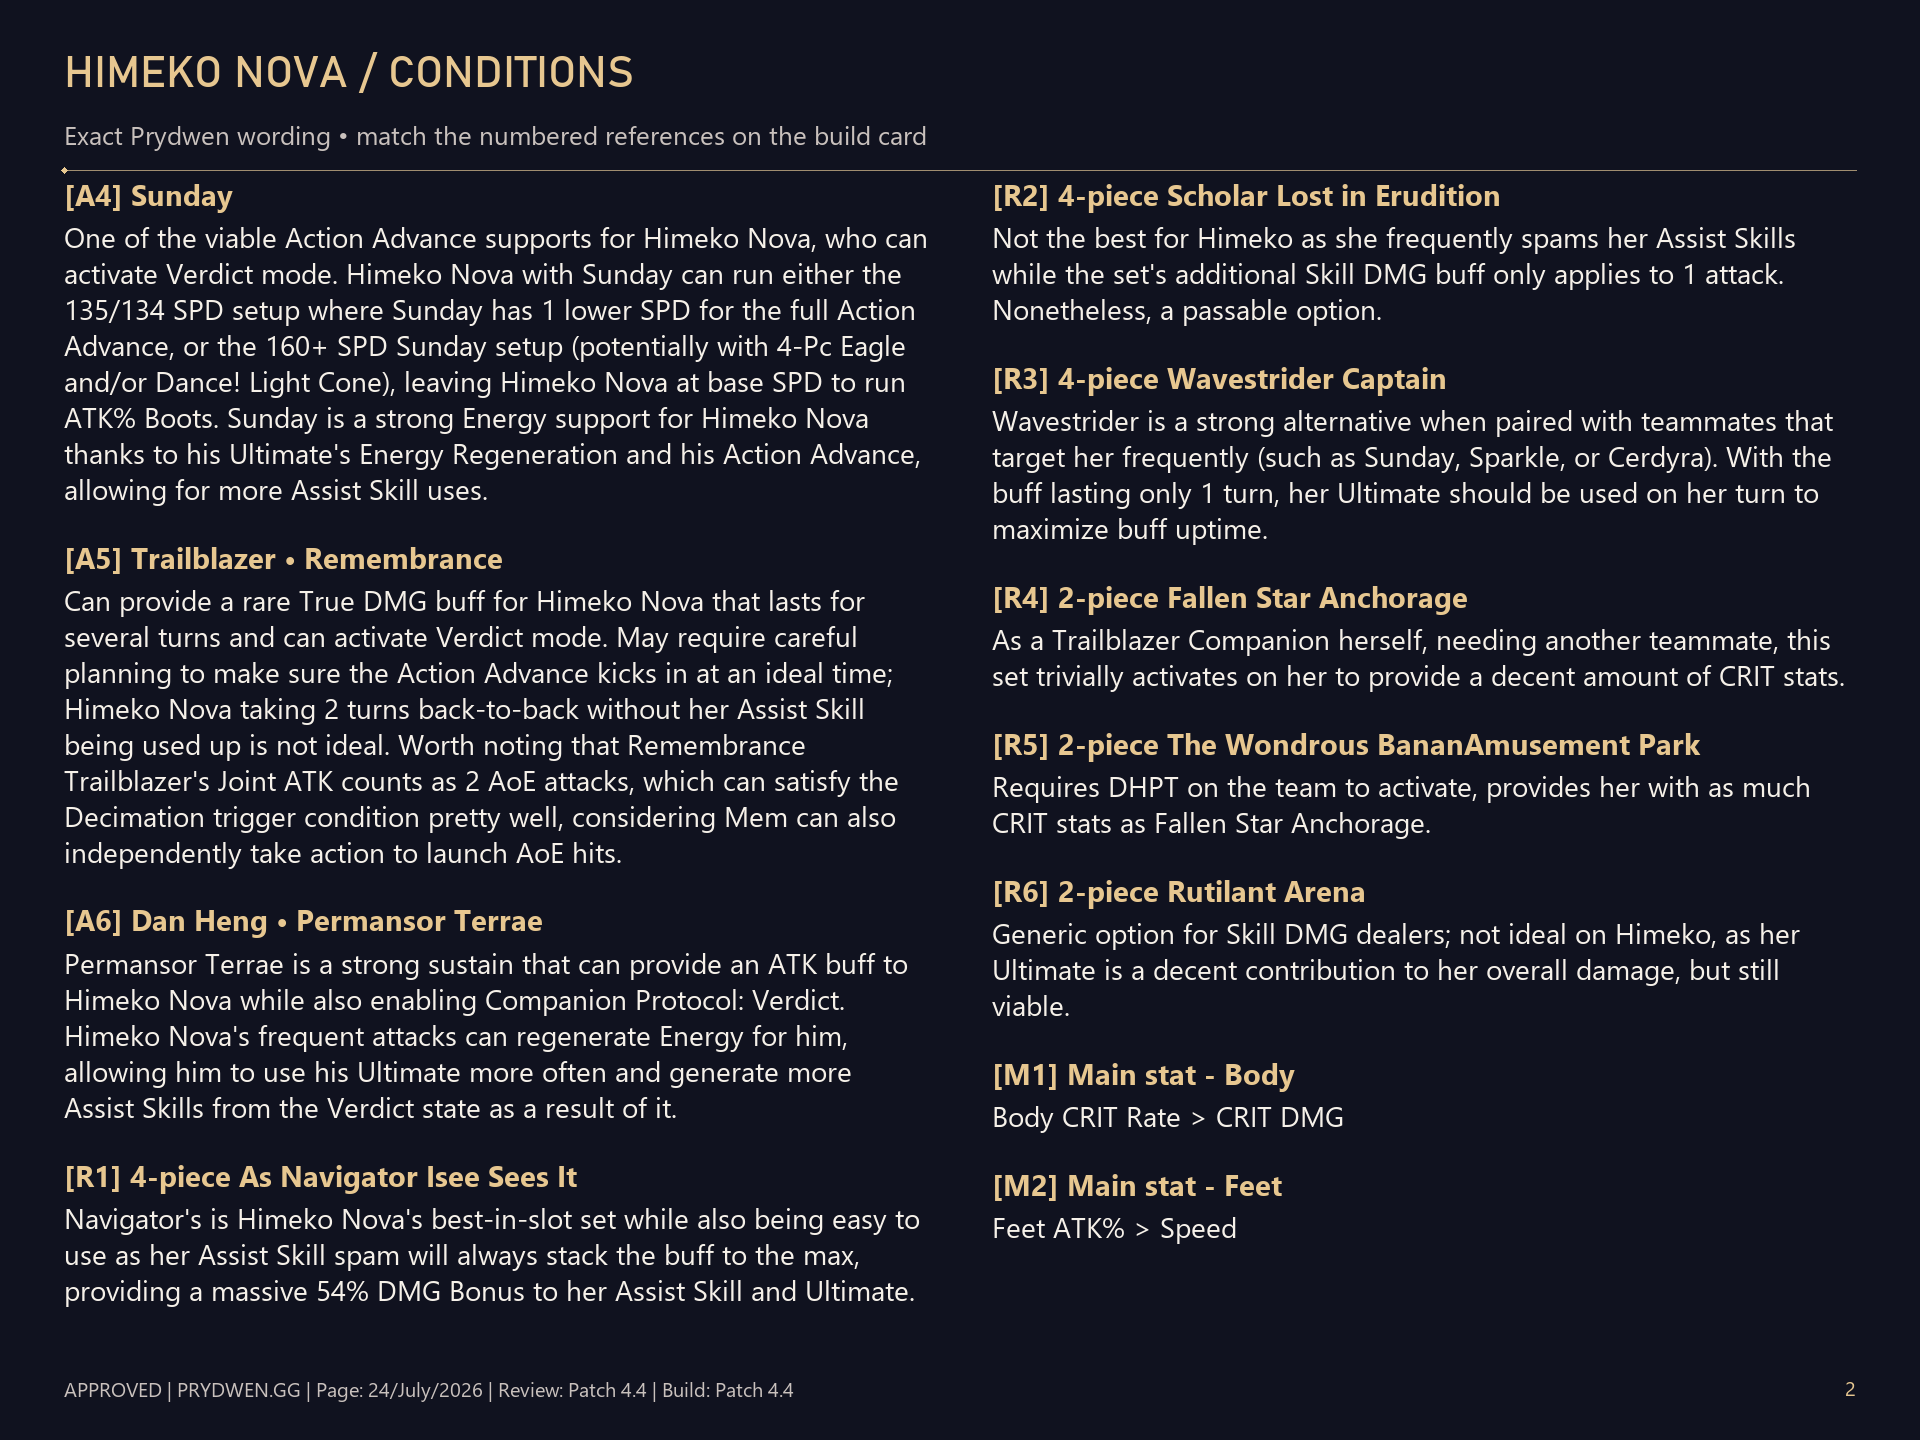 HIMEKO NOVA / CONDITIONS
Exact Prydwen wording • match the numbered references on the build card
[A4] Sunday
One of the viable Action Advance supports for Himeko Nova, who can
activate Verdict mode. Himeko Nova with Sunday can run either the
135/134 SPD setup where Sunday has 1 lower SPD for the full Action
Advance, or the 160+ SPD Sunday setup (potentially with 4-Pc Eagle
and/or Dance! Light Cone), leaving Himeko Nova at base SPD to run
ATK% Boots. Sunday is a strong Energy support for Himeko Nova
thanks to his Ultimate's Energy Regeneration and his Action Advance,
allowing for more Assist Skill uses.
[A5] Trailblazer • Remembrance
Can provide a rare True DMG buff for Himeko Nova that lasts for
several turns and can activate Verdict mode. May require careful
planning to make sure the Action Advance kicks in at an ideal time;
Himeko Nova taking 2 turns back-to-back without her Assist Skill
being used up is not ideal. Worth noting that Remembrance
Trailblazer's Joint ATK counts as 2 AoE attacks, which can satisfy the
Decimation trigger condition pretty well, considering Mem can also
independently take action to launch AoE hits.
[A6] Dan Heng • Permansor Terrae
Permansor Terrae is a strong sustain that can provide an ATK buff to
Himeko Nova while also enabling Companion Protocol: Verdict.
Himeko Nova's frequent attacks can regenerate Energy for him,
allowing him to use his Ultimate more often and generate more
Assist Skills from the Verdict state as a result of it.
[R1] 4-piece As Navigator Isee Sees It
Navigator's is Himeko Nova's best-in-slot set while also being easy to
use as her Assist Skill spam will always stack the buff to the max,
providing a massive 54% DMG Bonus to her Assist Skill and Ultimate.
[R2] 4-piece Scholar Lost in Erudition
Not the best for Himeko as she frequently spams her Assist Skills
while the set's additional Skill DMG buff only applies to 1 attack.
Nonetheless, a passable option.
[R3] 4-piece Wavestrider Captain
Wavestrider is a strong alternative when paired with teammates that
target her frequently (such as Sunday, Sparkle, or Cerdyra). With the
buff lasting only 1 turn, her Ultimate should be used on her turn to
maximize buff uptime.
[R4] 2-piece Fallen Star Anchorage
As a Trailblazer Companion herself, needing another teammate, this
set trivially activates on her to provide a decent amount of CRIT stats.
[R5] 2-piece The Wondrous BananAmusement Park
Requires DHPT on the team to activate, provides her with as much
CRIT stats as Fallen Star Anchorage.
[R6] 2-piece Rutilant Arena
Generic option for Skill DMG dealers; not ideal on Himeko, as her
Ultimate is a decent contribution to her overall damage, but still
viable.
[M1] Main stat - Body
Body CRIT Rate > CRIT DMG
[M2] Main stat - Feet
Feet ATK% > Speed
APPROVED | PRYDWEN.GG | Page: 24/July/2026 | Review: Patch 4.4 | Build: Patch 4.4
2